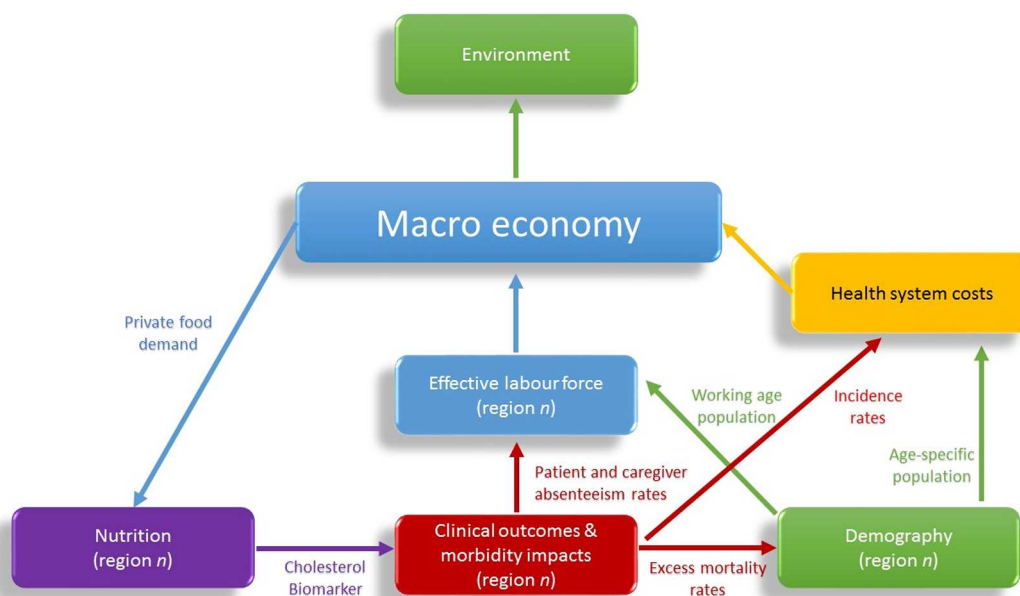 Environment
Macro economy
Health system costs
Private food
demand
Effective labour force
(region n)
Working age
population
Incidence
rates
Age-specific
population
Patient and caregiver
absenteeism rates
Nutrition
(region n)
Cholesterol
Biomarker
Clinical outcomes &
morbidity impacts
(region n)
Excess mortality
rates
Demography
(region n)